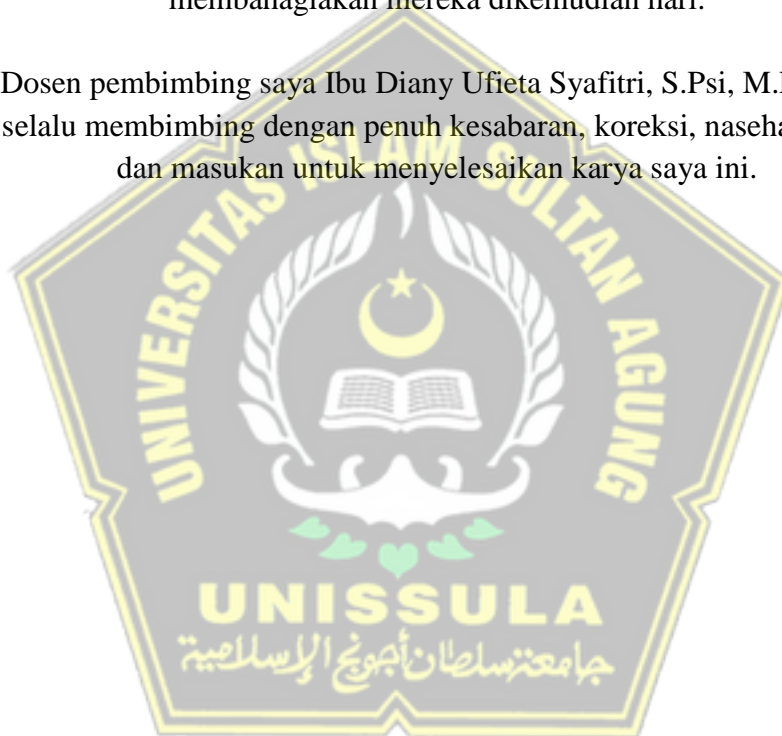 membahagiakan mereka dikemudian hari.
Dosen pembimbing saya Ibu Diany Ufieta Syafitri, S.Psi,
selalu membimbing dengan penuh kesabaran, koreksi,
dan masukan untuk menyelesaikan karya saya ini.
UNIVERSITAS ISLAM SULTAN AGUNG
UNISSULA
جامعة سلطان أجونج الإسلامية